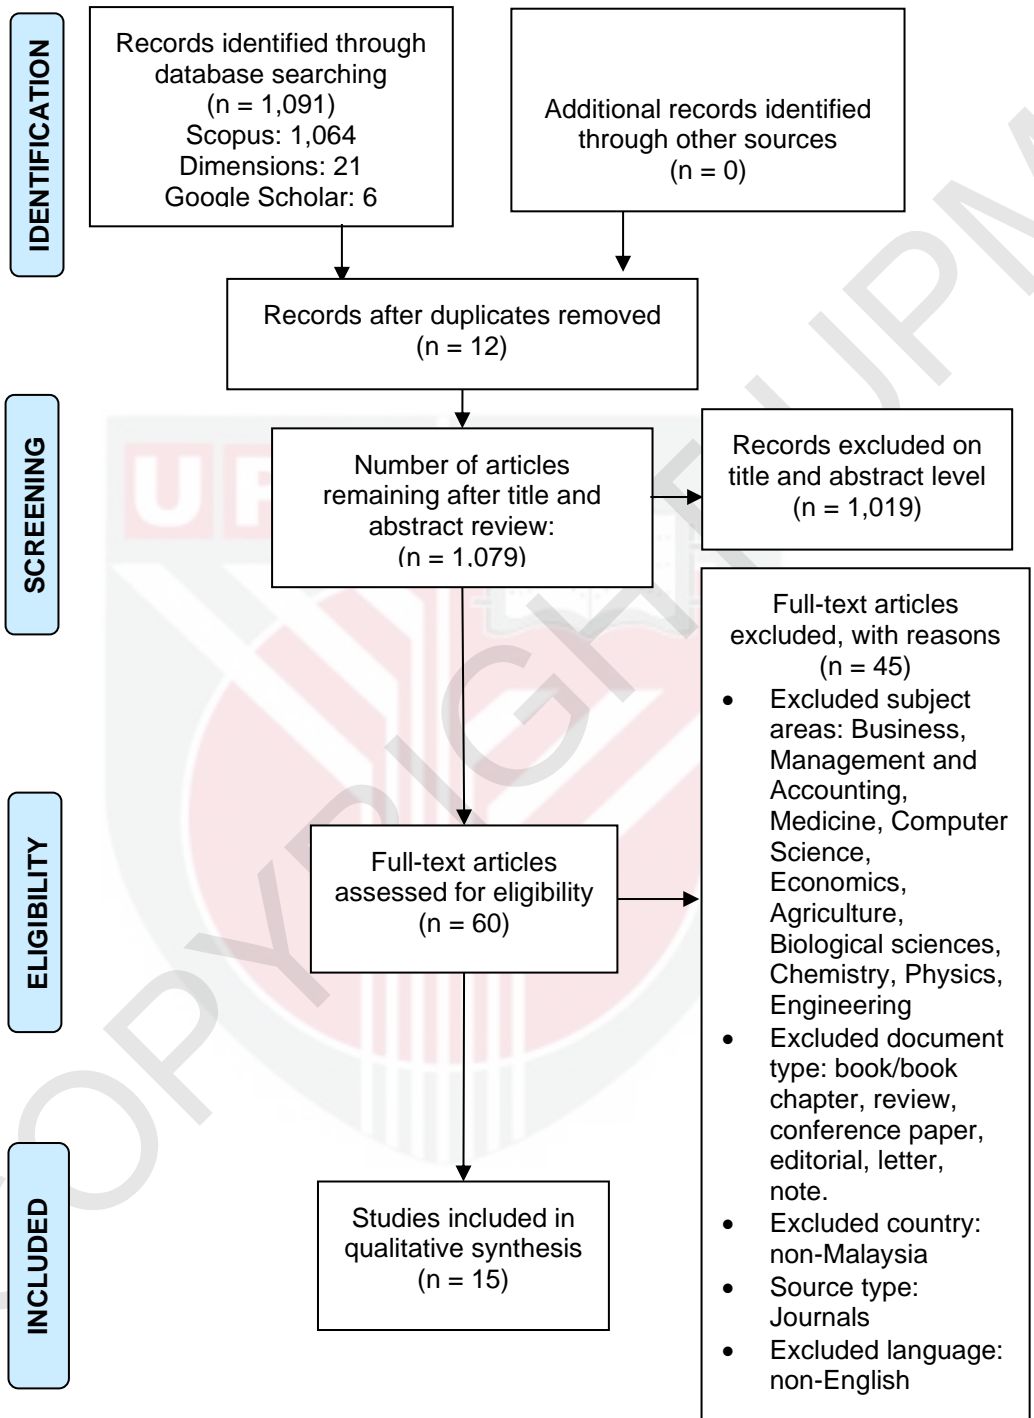 IDENTIFICATION
Records identified through
database searching
(n = 1,091)
Scopus: 1,064
Dimensions: 21
Google Scholar: 6
Additional records identified
through other sources
(n = 0)
Records after duplicates removed
(n = 12)
SCREENING
Number of articles
remaining after title and
abstract review:
(n = 1,079)
Records excluded on
title and abstract level
(n = 1,019)
ELIGIBILITY
Full-text articles
assessed for eligibility
(n = 60)
Full-text articles
excluded, with reasons
(n = 45)
• Excluded subject
areas: Business,
Management and
Accounting,
Medicine, Computer
Science,
Economics,
Agriculture,
Biological sciences,
Chemistry, Physics,
Engineering
• Excluded document
type: book/book
chapter, review,
conference paper,
editorial, letter,
note.
• Excluded country:
non-Malaysia
• Source type:
Journals
• Excluded language:
non-English
INCLUDED
Studies included in
qualitative synthesis
(n = 15)
COPYRIGHT UPM